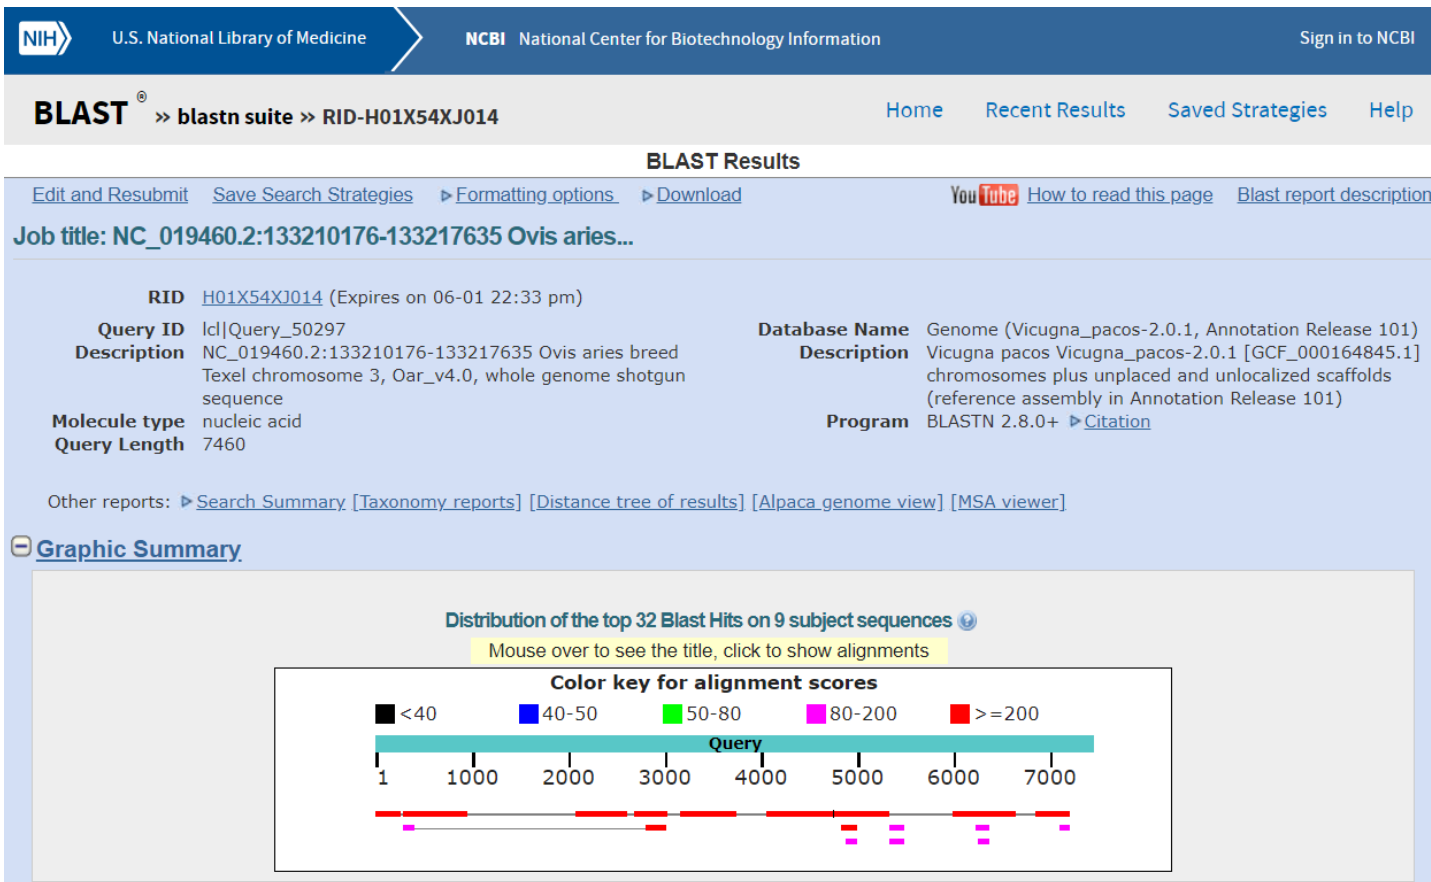 NIH U.S. National Library of Medicine NCBI National Center for Biotechnology Information Sign in to NCBI
BLAST ® » blastn suite » RID-H01X54XJ014 Home Recent Results Saved Strategies Help
BLAST Results
Edit and Resubmit Save Search Strategies Formatting options Download YouTube How to read this page Blast report description
Job title: NC_019460.2:133210176-133217635 Ovis aries...
RID H01X54XJ014 (Expires on 06-01 22:33 pm)
Query ID lcl|Query_50297
Description NC_019460.2:133210176-133217635 Ovis aries breed
Texel chromosome 3, Oar_v4.0, whole genome shotgun
sequence
Molecule type nucleic acid
Query Length 7460
Database Name Genome (Vicugna_pacos-2.0.1, Annotation Release 101)
Description Vicugna pacos Vicugna_pacos-2.0.1 [GCF_000164845.1]
chromosomes plus unplaced and unlocalized scaffolds
(reference assembly in Annotation Release 101)
Program BLASTN 2.8.0+ Citation
Other reports: Search Summary [Taxonomy reports] [Distance tree of results] [Alpaca genome view] [MSA viewer]
Graphic Summary
Distribution of the top 32 Blast Hits on 9 subject sequences
Mouse over to see the title, click to show alignments
Color key for alignment scores
<40 40-50 50-80 80-200 >=200
Query
1 1000 2000 3000 4000 5000 6000 7000